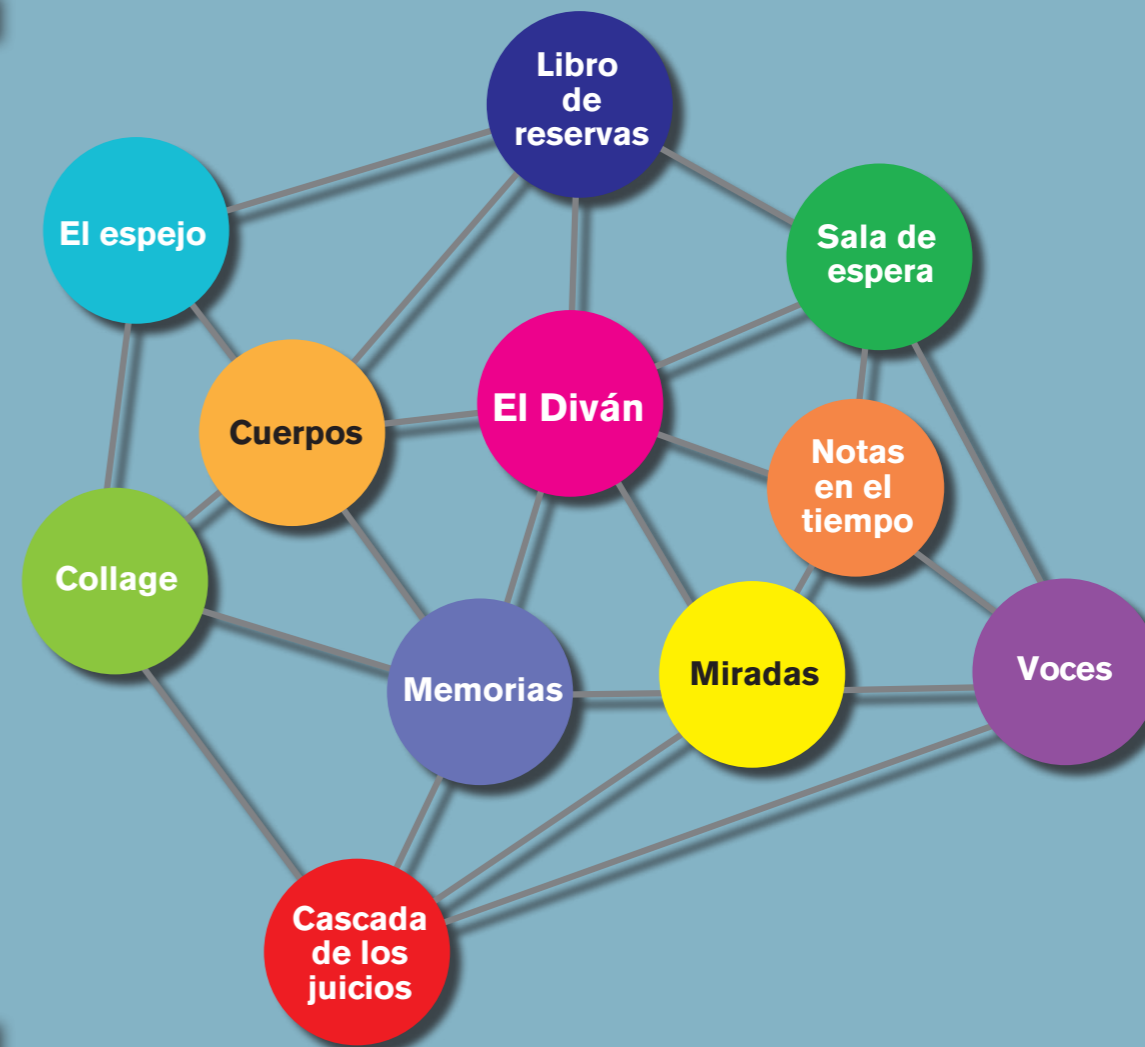 Libro
de
reservas
El espejo
Sala de
espera
El Diván
Cuerpos
Notas
en el
tiempo
Collage
Memorias
Miradas
Voces
Cascada
de los
juicios